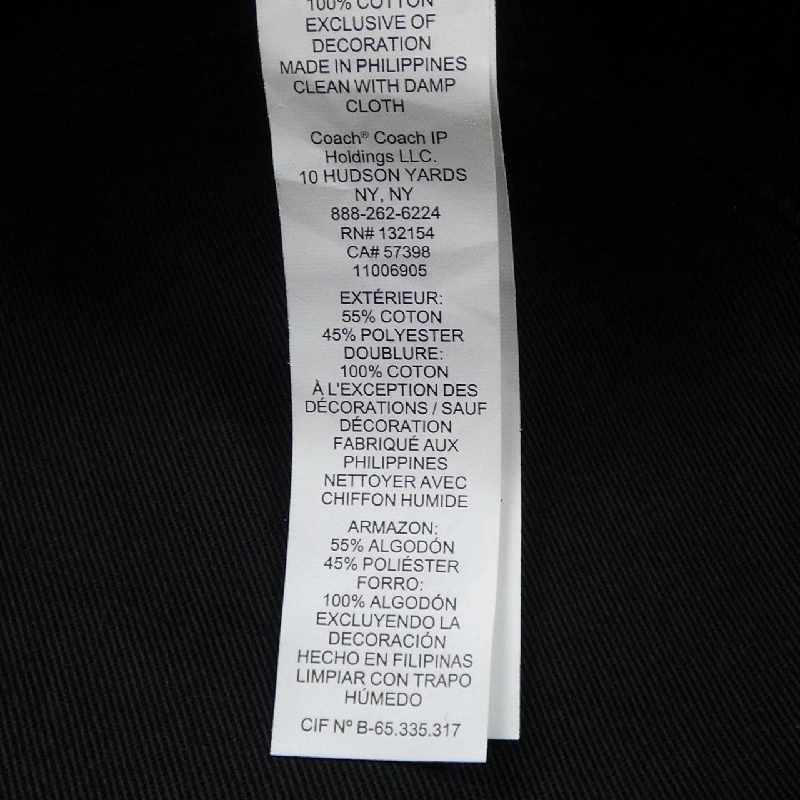 100% COTTON
EXCLUSIVE OF
DECORATION
MADE IN PHILIPPINES
CLEAN WITH DAMP
CLOTH
Coach® Coach IP
Holdings LLC.
10 HUDSON YARDS
NY, NY
888-262-6224
RN# 132154
CA# 57398
11006905
EXTÉRIEUR:
55% COTON
45% POLYESTER
DOUBLURE:
100% COTON
À L'EXCEPTION DES
DÉCORATIONS / SAUF
DÉCORATION
FABRIQUÉ AUX
PHILIPPINES
NETTOYER AVEC
CHIFFON HUMIDE
ARMAZON:
55% ALGODÓN
45% POLIÉSTER
FORRO:
100% ALGODÓN
EXCLUYENDO LA
DECORACIÓN
HECHO EN FILIPINAS
LIMPIAR CON TRAPO
HÚMEDO
CIF Nº B-65.335.317